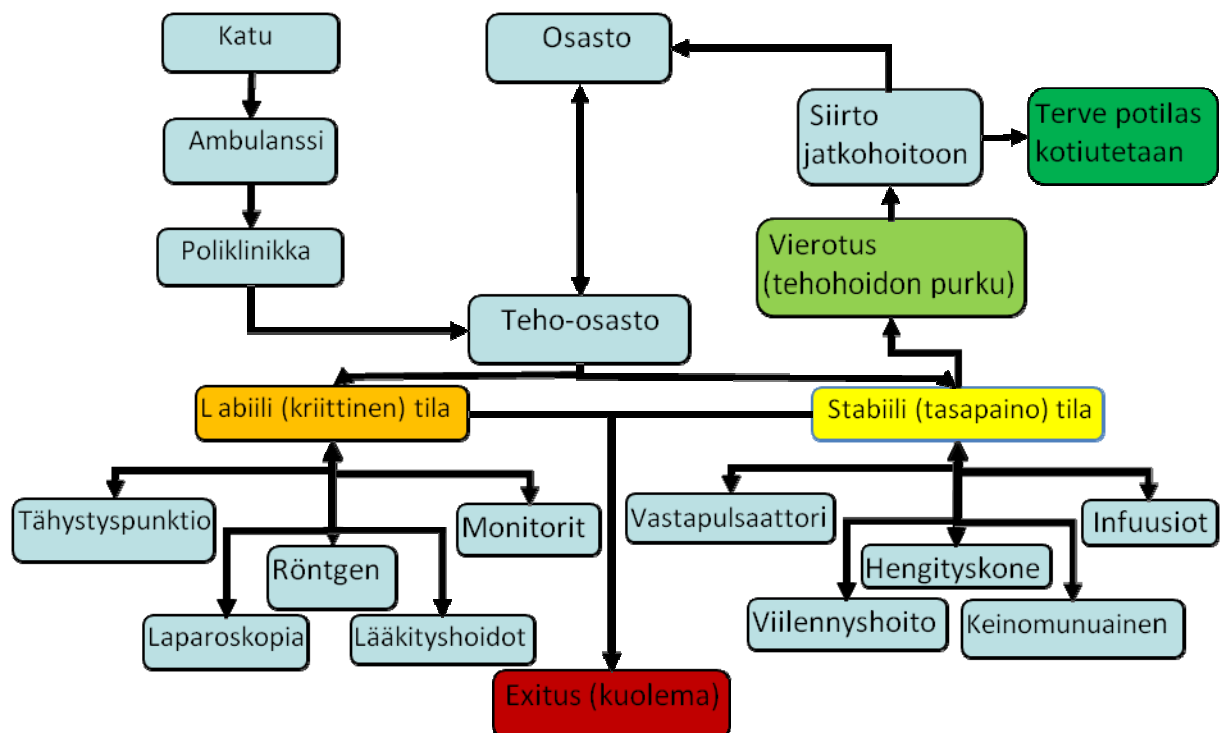 Katu
Osasto
Siirto
jatkohoitoon
Terve potilas
kotiutetaan
Ambulanssi
Poliklinikka
Vierotus
(tehohoidon purku)
Teho-osasto
Labiili (kriittinen) tila
Stabiili (tasapaino) tila
Tähystyspunktio
Monitorit
Röntgen
Laparoskopia
Lääkityshoidot
Vastapulsaattori
Infuusiot
Hengityskone
Viilennyshoito
Keinomunuainen
Exitus (kuolema)